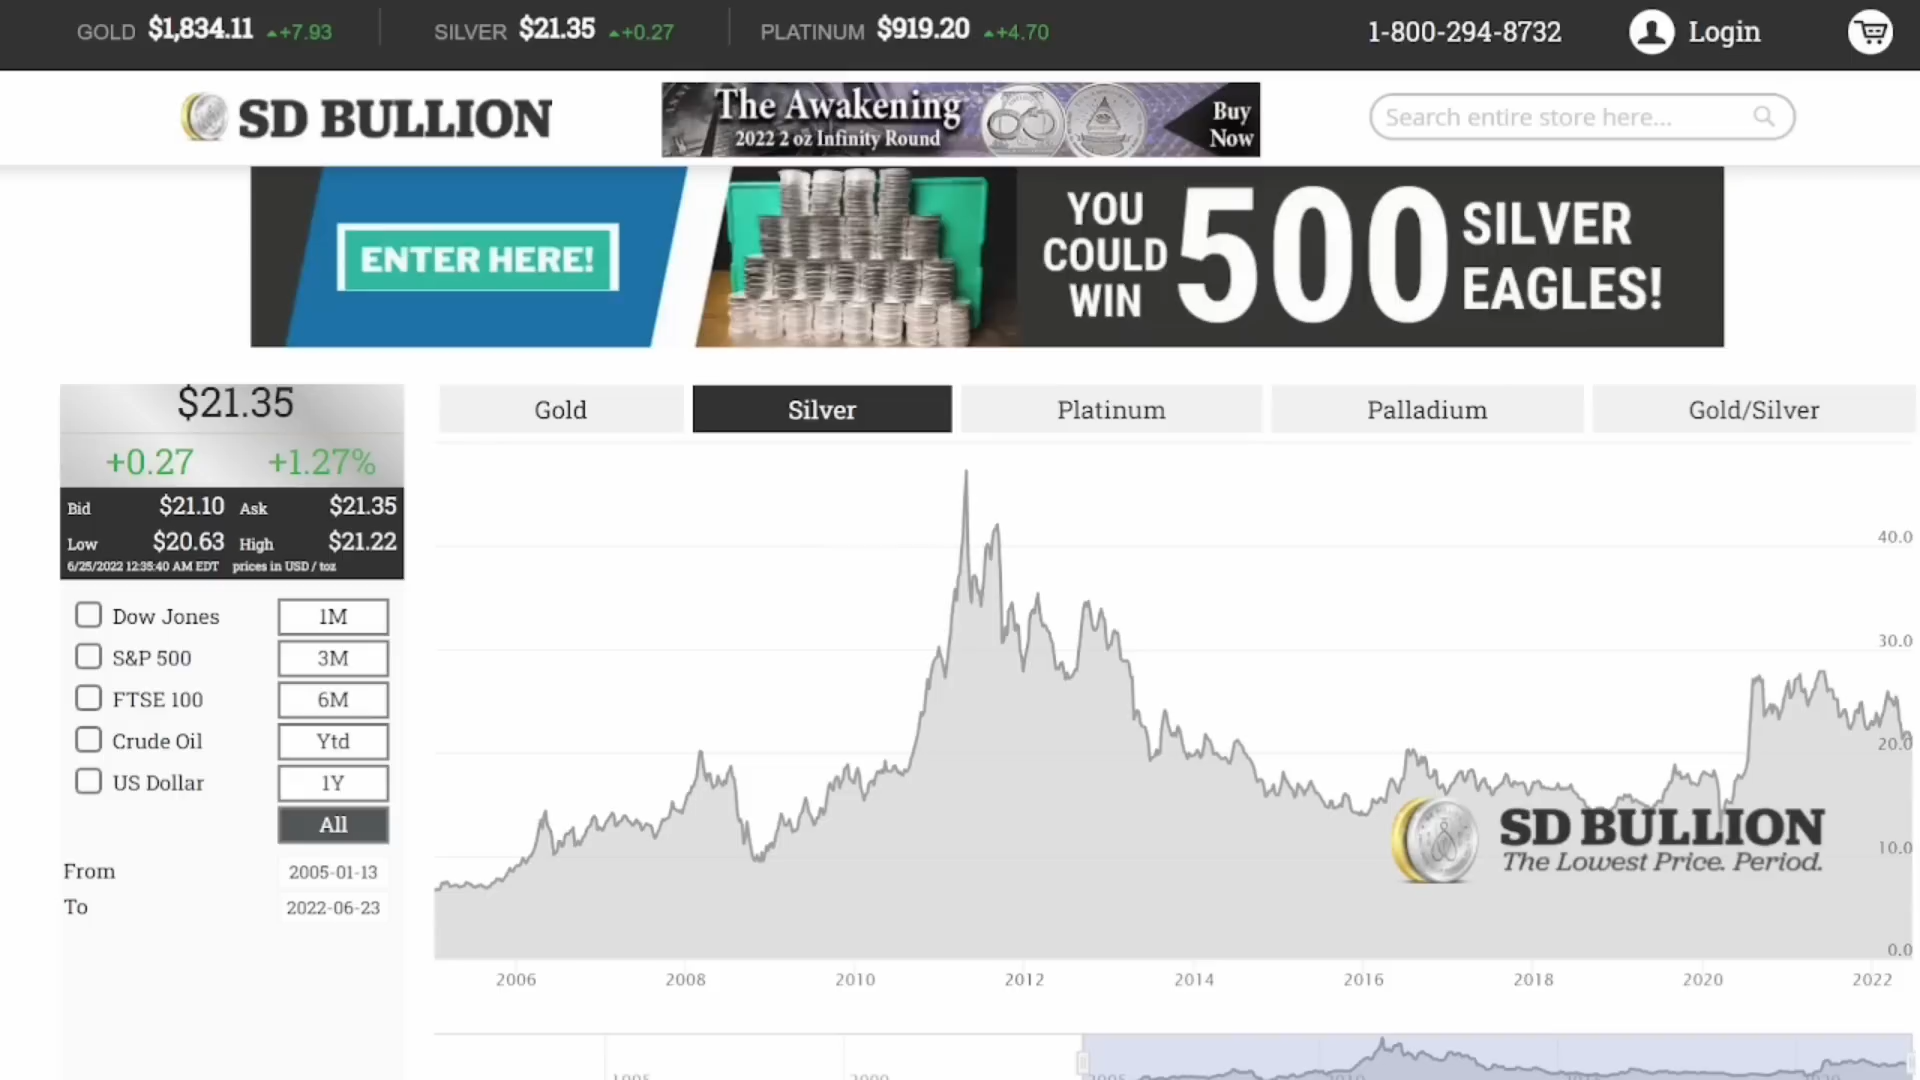 GOLD $1,834.11 +7.93 SILVER $21.35 +0.27 PLATINUM $919.20 +4.70 1-800-294-8732 Login
SD BULLION
The Awakening
2022 2 oz Infinity Round
Buy
Now
Search entire store here...
ENTER HERE!
YOU
COULD
WIN
500
SILVER
EAGLES!
$21.35
+0.27 +1.27%
Bid $21.10 Ask $21.35
Low $20.63 High $21.22
6/25/2022 12:35:40 AM EDT prices in USD / toz
Gold Silver Platinum Palladium Gold/Silver
Dow Jones 1M
S&P 500 3M
FTSE 100 6M
Crude Oil Ytd
US Dollar 1Y
All
From 2005-01-13
To 2022-06-23
40.0
30.0
20.0
10.0
0.0
SD BULLION
The Lowest Price. Period.
2006 2008 2010 2012 2014 2016 2018 2020 2022
1995 2000 2005 2010 2015 2020